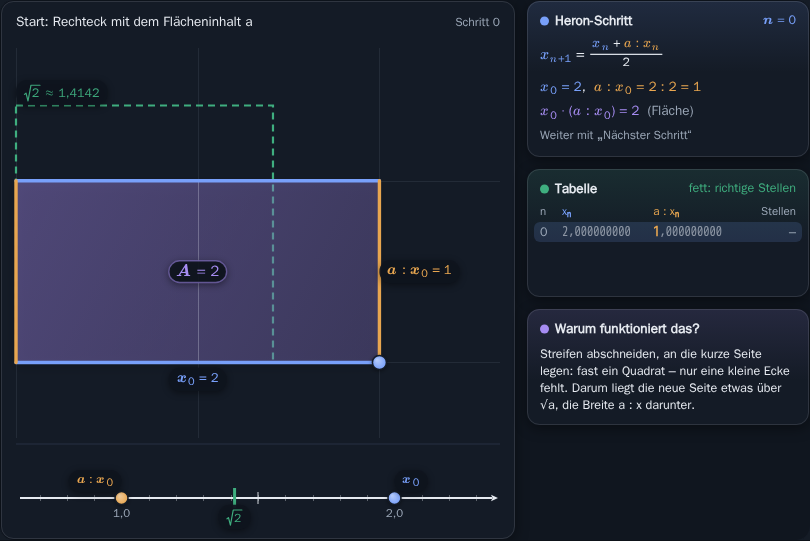 Start: Rechteck mit dem Flächeninhalt a
Schritt 0
√2 ≈ 1,4142
A = 2
a : x₀ = 1
x₀ = 2
a : x₀
x₀
1,0
√2
2,0
Heron-Schritt
n = 0
xₙ₊₁ = (xₙ + a : xₙ) / 2
x₀ = 2, a : x₀ = 2 : 2 = 1
x₀ · (a : x₀) = 2 (Fläche)
Weiter mit „Nächster Schritt“
Tabelle
fett: richtige Stellen
n xₙ a : xₙ Stellen
0 2,000000000 1,000000000 –
Warum funktioniert das?
Streifen abschneiden, an die kurze Seite
legen: fast ein Quadrat – nur eine kleine Ecke
fehlt. Darum liegt die neue Seite etwas über
√a, die Breite a : x darunter.